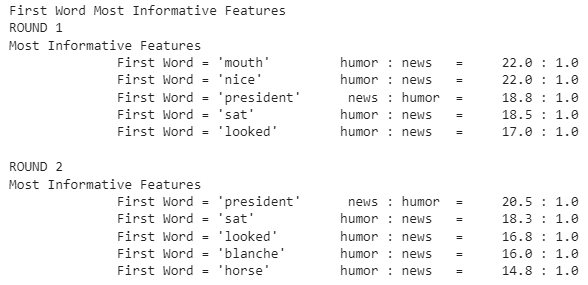 First Word Most Informative Features
ROUND 1
Most Informative Features
First Word = 'mouth' humor : news = 22.0 : 1.0
First Word = 'nice' humor : news = 22.0 : 1.0
First Word = 'president' news : humor = 18.8 : 1.0
First Word = 'sat' humor : news = 18.5 : 1.0
First Word = 'looked' humor : news = 17.0 : 1.0
ROUND 2
Most Informative Features
First Word = 'president' news : humor = 20.5 : 1.0
First Word = 'sat' humor : news = 18.3 : 1.0
First Word = 'looked' humor : news = 16.8 : 1.0
First Word = 'blanche' humor : news = 16.0 : 1.0
First Word = 'horse' humor : news = 14.8 : 1.0